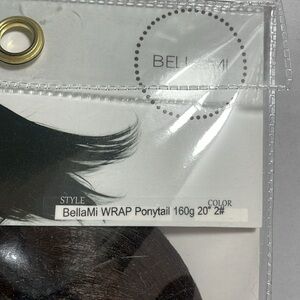 BELLAMI
STYLE COLOR
BellaMi WRAP Ponytail 160g 20" 2#